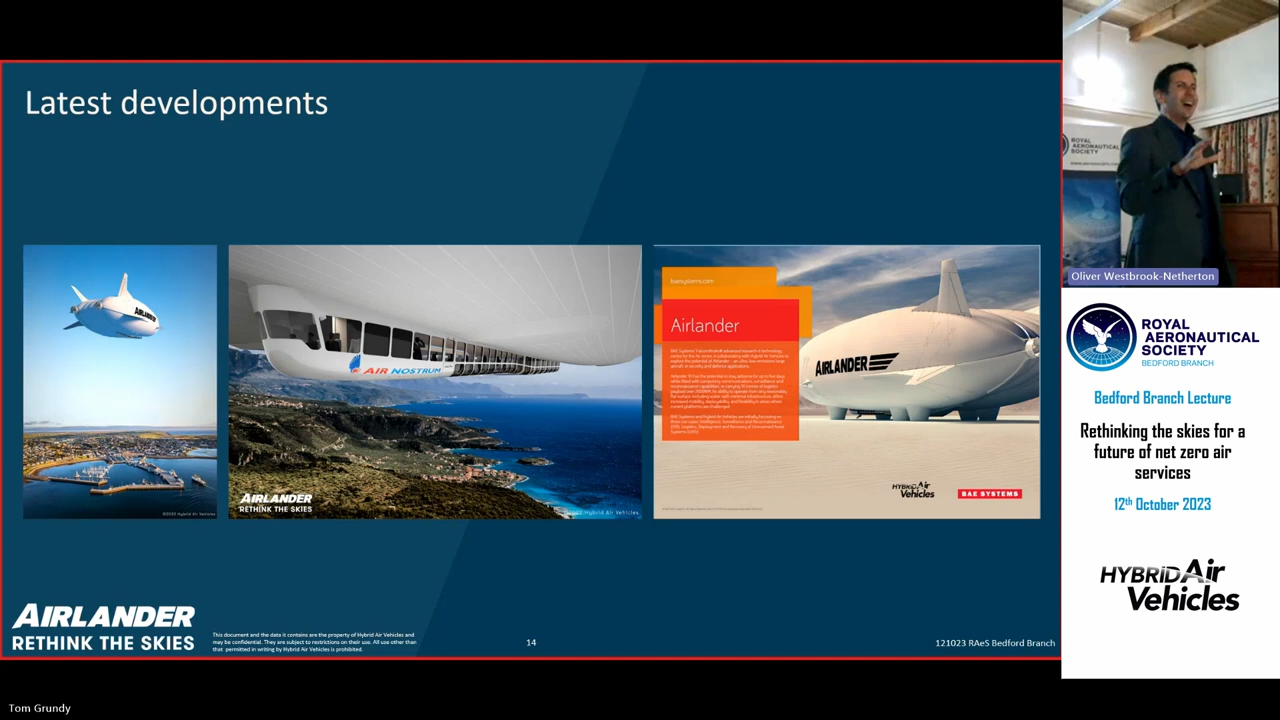 Latest developments
AIRLANDER
AIR NOSTRUM
AIRLANDER
RETHINK THE SKIES
Hybrid Air Vehicles
©2023 Hybrid Air Vehicles
baesystems.com
Airlander
AIRLANDER
HYBRID Air
Vehicles
BAE SYSTEMS
AIRLANDER
RETHINK THE SKIES
This document and the data it contains are the property of Hybrid Air Vehicles and
may be confidential. They are subject to restrictions on their use. All use other than
that permitted in writing by Hybrid Air Vehicles is prohibited.
14
121023 RAeS Bedford Branch
ROYAL
AERONAUTICAL
SOCIETY
Oliver Westbrook-Netherton
ROYAL
AERONAUTICAL
SOCIETY
BEDFORD BRANCH
Bedford Branch Lecture
Rethinking the skies for a
future of net zero air
services
12th October 2023
HYBRID Air
Vehicles
Tom Grundy